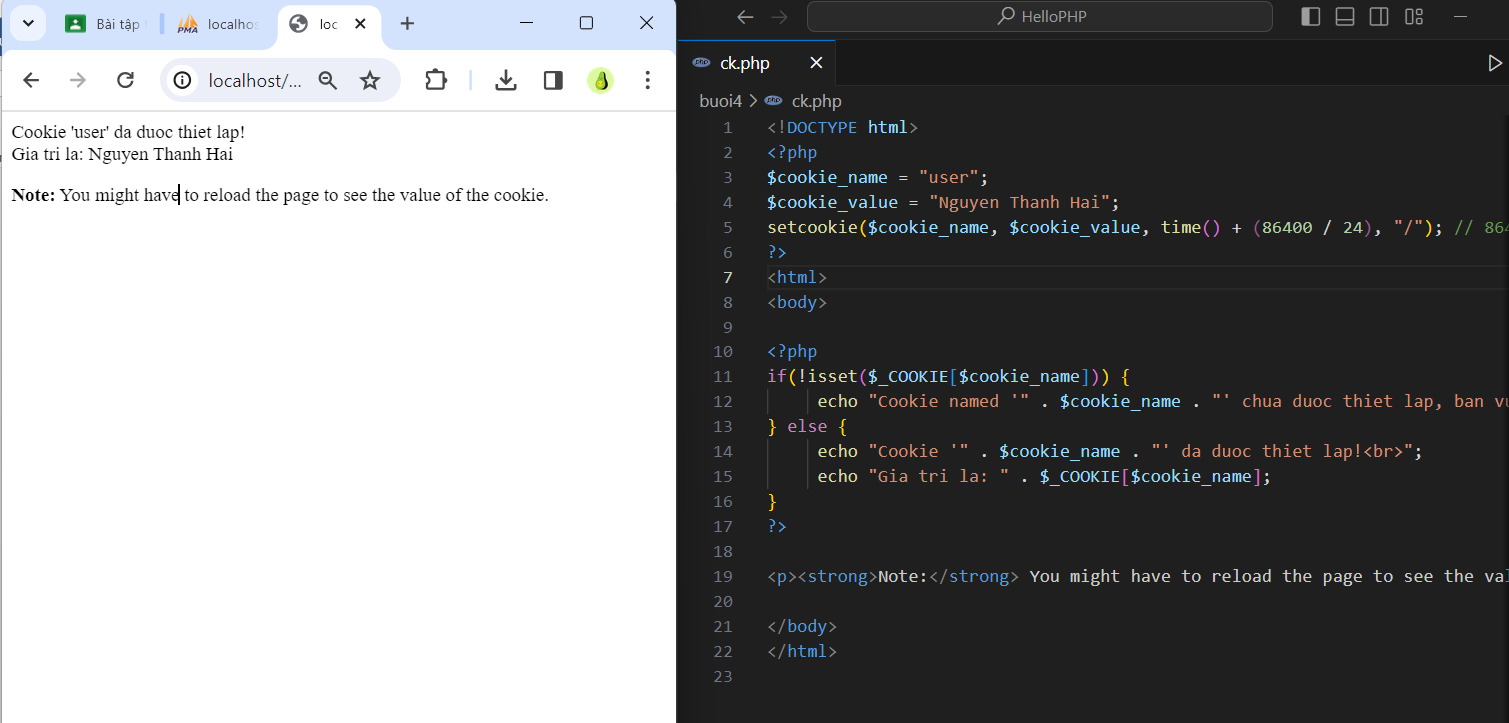 Bài tập
localhos
loc
localhost/...
Cookie 'user' da duoc thiet lap!
Gia tri la: Nguyen Thanh Hai
Note: You might have to reload the page to see the value of the cookie.
HelloPHP
ck.php
buoi4 > ck.php
1 <!DOCTYPE html>
2 <?php
3 $cookie_name = "user";
4 $cookie_value = "Nguyen Thanh Hai";
5 setcookie($cookie_name, $cookie_value, time() + (86400 / 24), "/"); // 864
6 ?>
7 <html>
8 <body>
9
10 <?php
11 if(!isset($_COOKIE[$cookie_name])) {
12 echo "Cookie named '" . $cookie_name . "' chua duoc thiet lap, ban vu
13 } else {
14 echo "Cookie '" . $cookie_name . "' da duoc thiet lap!<br>";
15 echo "Gia tri la: " . $_COOKIE[$cookie_name];
16 }
17 ?>
18
19 <p><strong>Note:</strong> You might have to reload the page to see the val
20
21 </body>
22 </html>
23